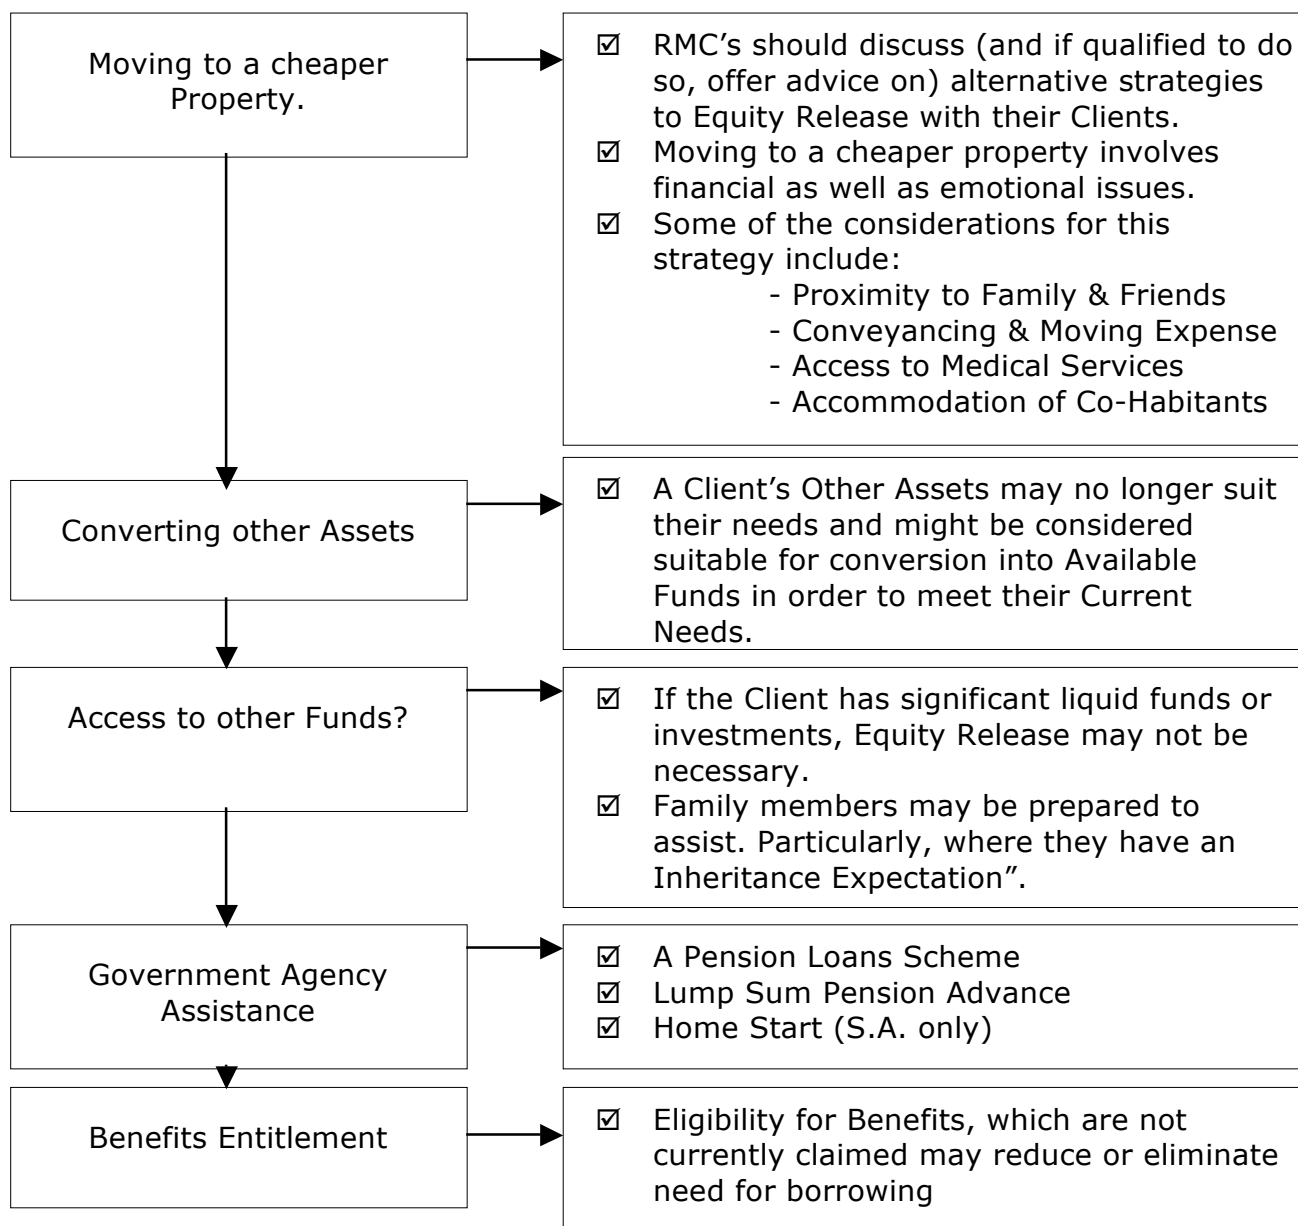 Moving to a cheaper
Property.
☑ RMC’s should discuss (and if qualified to do
so, offer advice on) alternative strategies
to Equity Release with their Clients.
☑ Moving to a cheaper property involves
financial as well as emotional issues.
☑ Some of the considerations for this
strategy include:
- Proximity to Family & Friends
- Conveyancing & Moving Expense
- Access to Medical Services
- Accommodation of Co-Habitants
Converting other Assets
☑ A Client’s Other Assets may no longer suit
their needs and might be considered
suitable for conversion into Available
Funds in order to meet their Current
Needs.
Access to other Funds?
☑ If the Client has significant liquid funds or
investments, Equity Release may not be
necessary.
☑ Family members may be prepared to
assist. Particularly, where they have an
Inheritance Expectation”.
Government Agency
Assistance
☑ A Pension Loans Scheme
☑ Lump Sum Pension Advance
☑ Home Start (S.A. only)
Benefits Entitlement
☑ Eligibility for Benefits, which are not
currently claimed may reduce or eliminate
need for borrowing